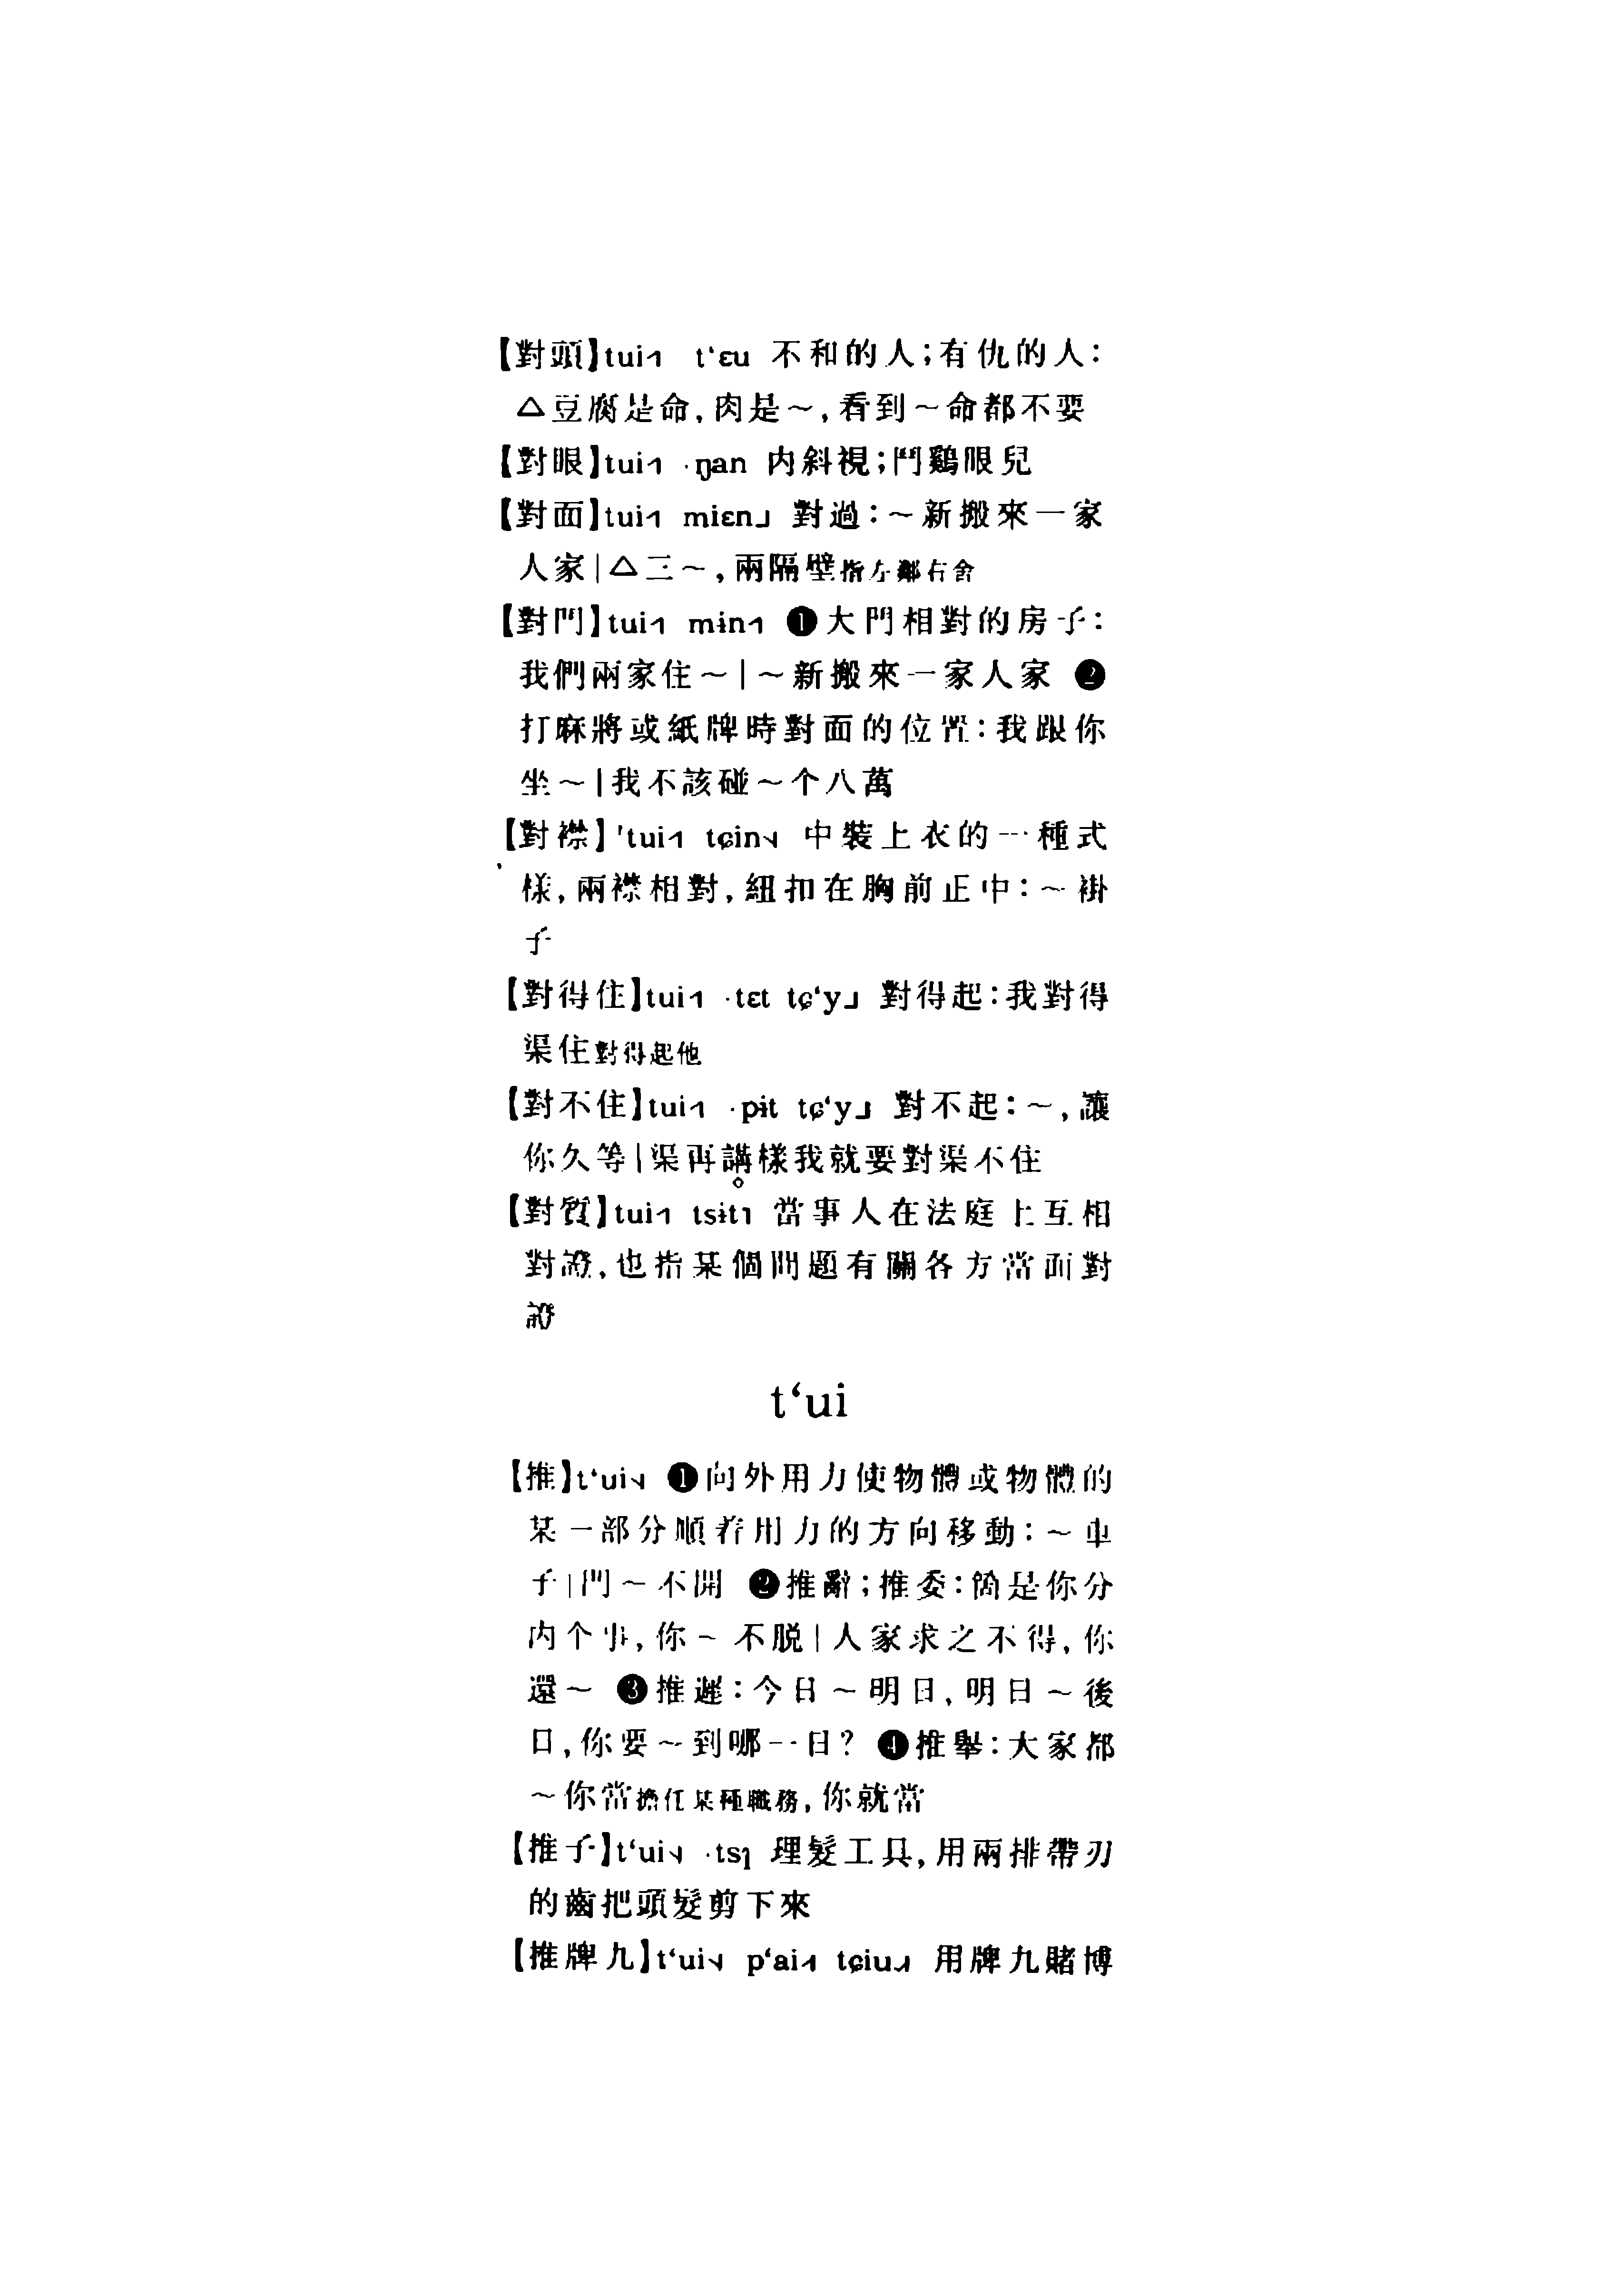 【對頭】tui˧ t‘ɛu 不和的人;有仇的人:
△豆腐是命,肉是～,看到～命都不要
【對眼】tui˧ ·ŋan 内斜視;鬥鷄眼兒
【對面】tui˧ miɛn˩ 對過:～新搬來一家
人家|△三～,兩隔壁指左鄰右舍
【對門】tui˧ mɨn˧ ❶大門相對的房子:
我們兩家住～|～新搬來一家人家 ❷
打麻將或紙牌時對面的位置:我跟你
坐～|我不該碰～个八萬
【對襟】'tui˧ tɕin˨ 中裝上衣的一種式
樣,兩襟相對,紐扣在胸前正中:～褂
子
【對得住】tui˧ ·tɛt tɕ‘y˩ 對得起:我對得
渠住對得起他
【對不住】tui˧ ·pɨt tɕ‘y˩ 對不起:～,讓
你久等|渠再講樣我就要對渠不住
【對質】tui˧ tsɨt˥ 當事人在法庭上互相
對證,也指某個問題有關各方當面對
證
t‘ui
【推】t‘ui˨ ❶向外用力使物體或物體的
某一部分順着用力的方向移動:～車
子|門～不開 ❷推辭;推委:箇是你分
内个事,你～不脱|人家求之不得,你
還～ ❸推遲:今日～明日,明日～後
日,你要～到哪一日? ❹推舉:大家都
～你當擔任某種職務,你就當
【推子】t‘ui˨ ·tsɿ 理髮工具,用兩排帶刃
的齒把頭髮剪下來
【推牌九】t‘ui˨ p‘ai˧ tɕiu˩ 用牌九賭博